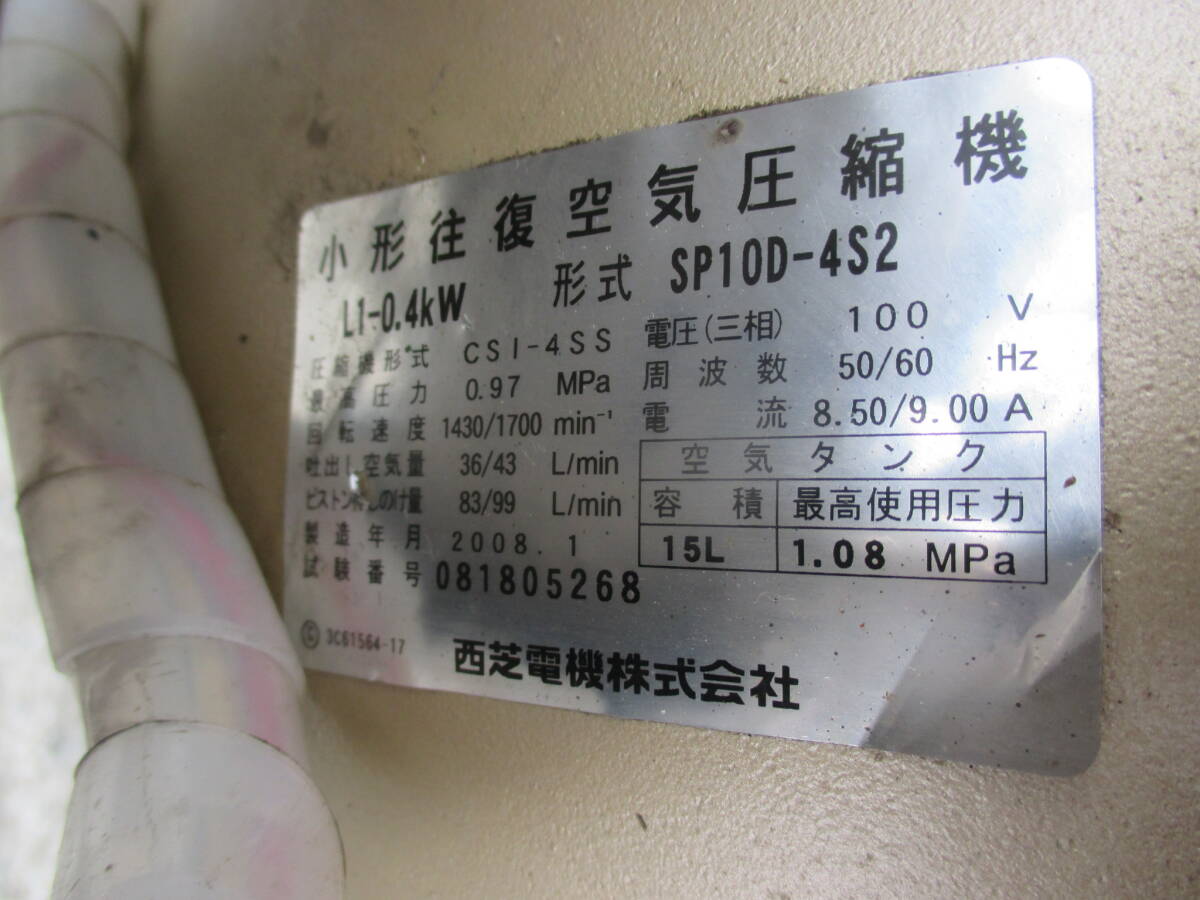 小形往復空気圧縮機
L1-0.4kW 形式 SP10D-4S2
圧縮機形式 CSI-4SS
最高圧力 0.97 MPa
回転速度 1430/1700 min⁻¹
吐出し空気量 36/43 L/min
ピストン押しのけ量 83/99 L/min
製造年月 2008.1
試験番号 081805268
電圧(三相) 100 V
周波数 50/60 Hz
電流 8.50/9.00 A
空気タンク
容積 最高使用圧力
15L 1.08 MPa
3C61564-17
西芝電機株式会社